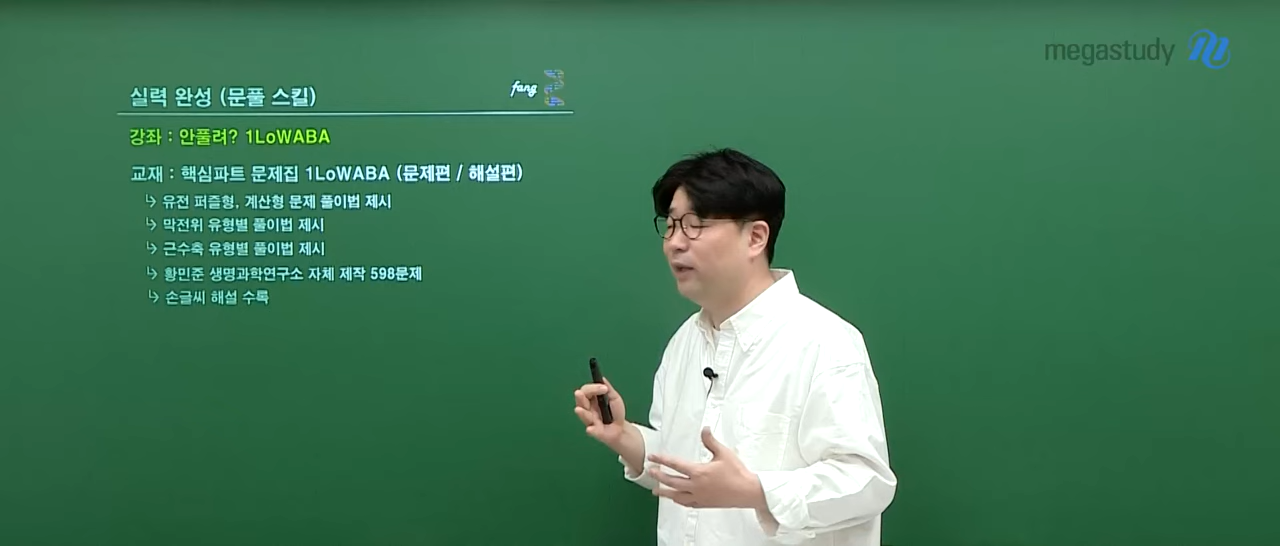 megastudy
실력 완성 (문풀 스킬)
fang
강좌 : 안풀려? 1LoWABA
교재 : 핵심파트 문제집 1LoWABA (문제편 / 해설편)
↳ 유전 퍼즐형, 계산형 문제 풀이법 제시
↳ 막전위 유형별 풀이법 제시
↳ 근수축 유형별 풀이법 제시
↳ 황민준 생명과학연구소 자체 제작 598문제
↳ 손글씨 해설 수록